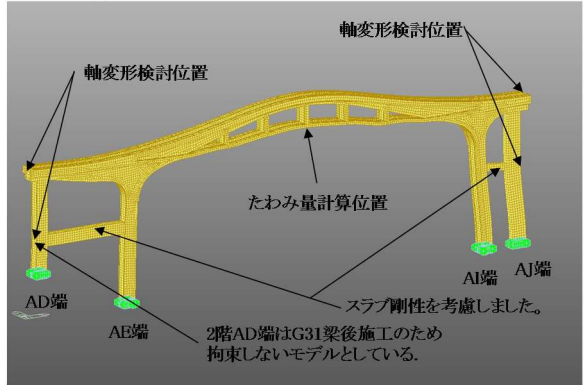 軸変形検討位置
軸変形検討位置
たわみ量計算位置
AD端
AE端
AI端
AJ端
スラブ剛性を考慮しました。
2階AD端はG31梁後施工のため
拘束しないモデルとしている.